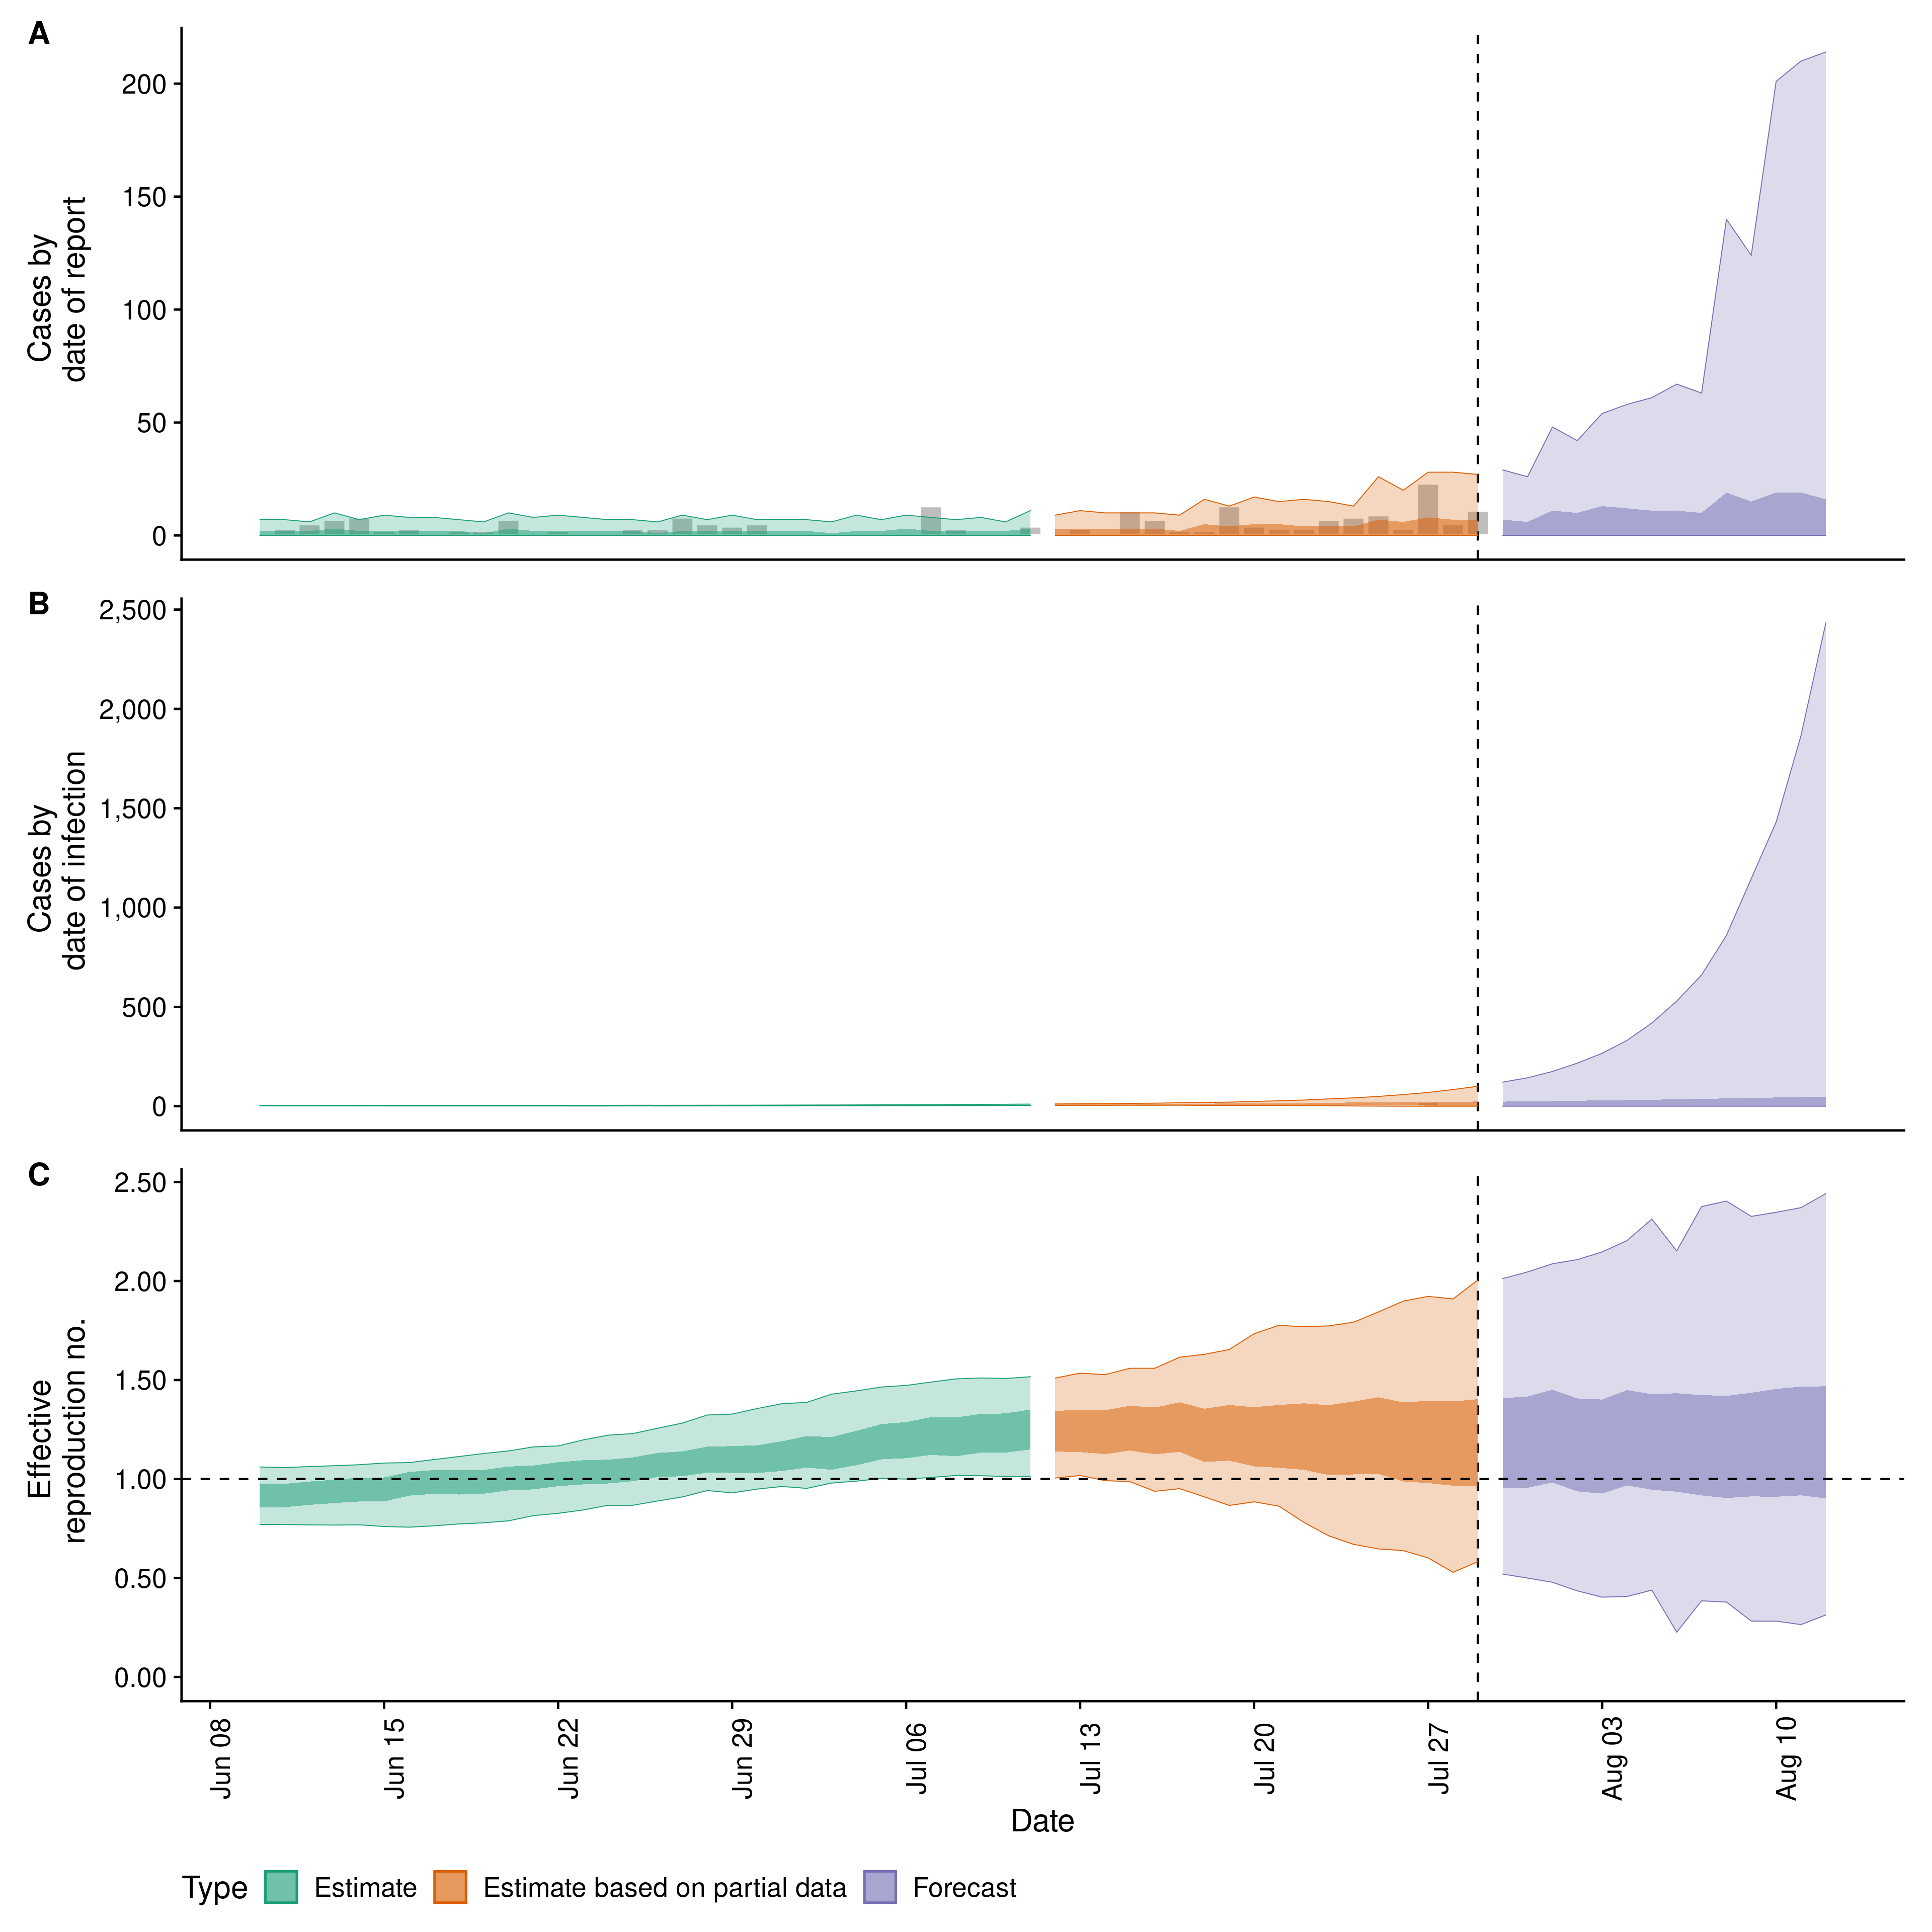 A
200
150
100
50
0
Cases by
date of report
B
2,500
2,000
1,500
1,000
500
0
Cases by
date of infection
C
2.50
2.00
1.50
1.00
0.50
0.00
Effective
reproduction no.
Jun 08
Jun 15
Jun 22
Jun 29
Jul 06
Jul 13
Jul 20
Jul 27
Aug 03
Aug 10
Date
Type Estimate Estimate based on partial data Forecast